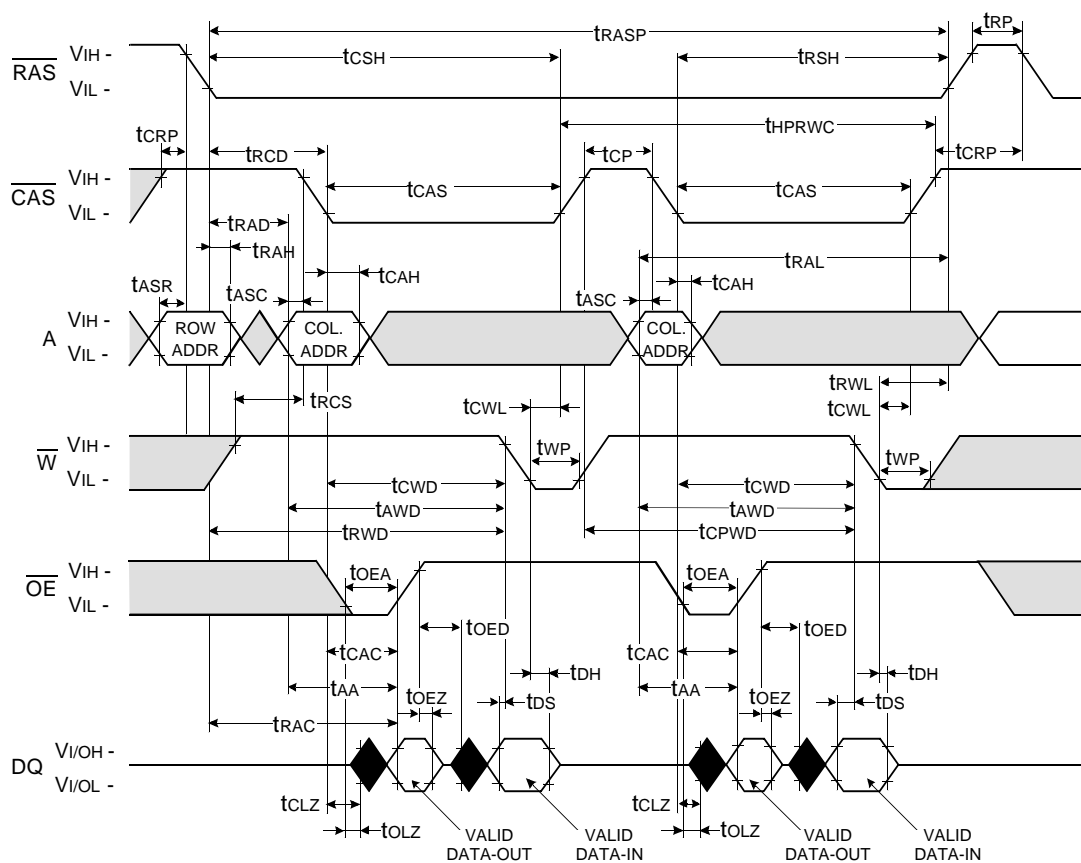 tRASP
tRP
tCSH
tRSH
RAS
VIH -
VIL -
tHPRWC
tCRP
tRCD
tCP
tCRP
CAS
VIH -
VIL -
tCAS
tCAS
tRAD
tRAH
tRAL
tASR
tASC
tCAH
tASC
tCAH
A
VIH -
VIL -
ROW
ADDR
COL.
ADDR
COL.
ADDR
tRCS
tCWL
tRWL
tCWL
W
VIH -
VIL -
tWP
tWP
tCWD
tCWD
tAWD
tAWD
tRWD
tCPWD
OE
VIH -
VIL -
tOEA
tOEA
tOED
tOED
tCAC
tCAC
tDH
tDH
tAA
tAA
tOEZ
tDS
tOEZ
tDS
tRAC
DQ
VI/OH -
VI/OL -
tCLZ
tCLZ
tOLZ
tOLZ
VALID
DATA-OUT
VALID
DATA-IN
VALID
DATA-OUT
VALID
DATA-IN